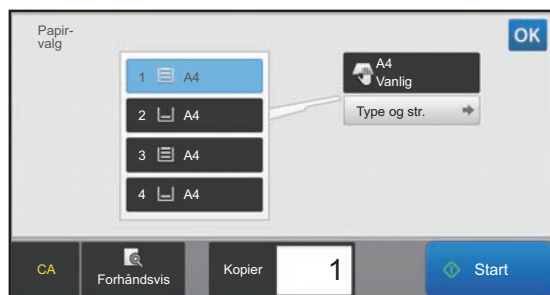 Papir-
valg
OK
1 A4
2 A4
3 A4
4 A4
A4
Vanlig
Type og str.
CA
Forhåndsvis
Kopier
1
Start